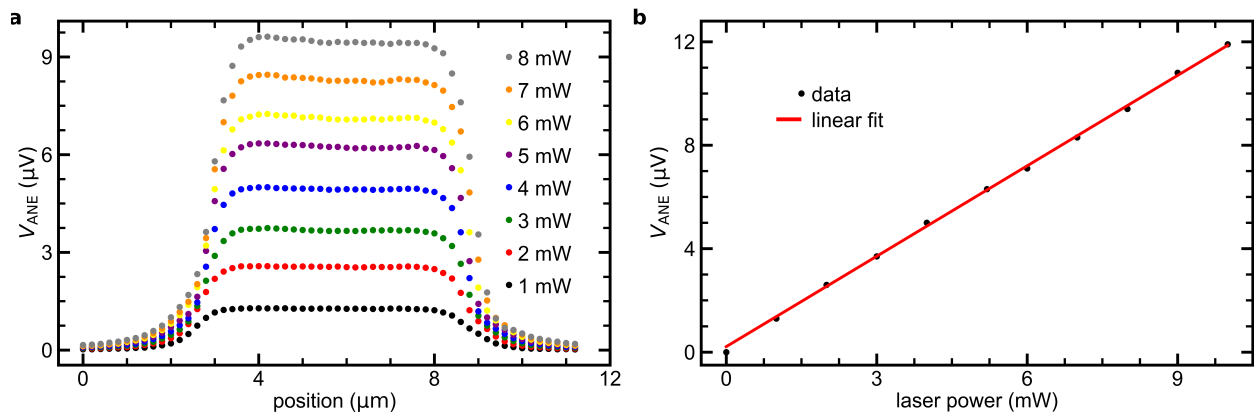 a
9
6
3
0
V_ANE (μV)
0
4
8
12
position (μm)
8 mW
7 mW
6 mW
5 mW
4 mW
3 mW
2 mW
1 mW
b
12
8
4
0
V_ANE (μV)
0
3
6
9
laser power (mW)
data
linear fit